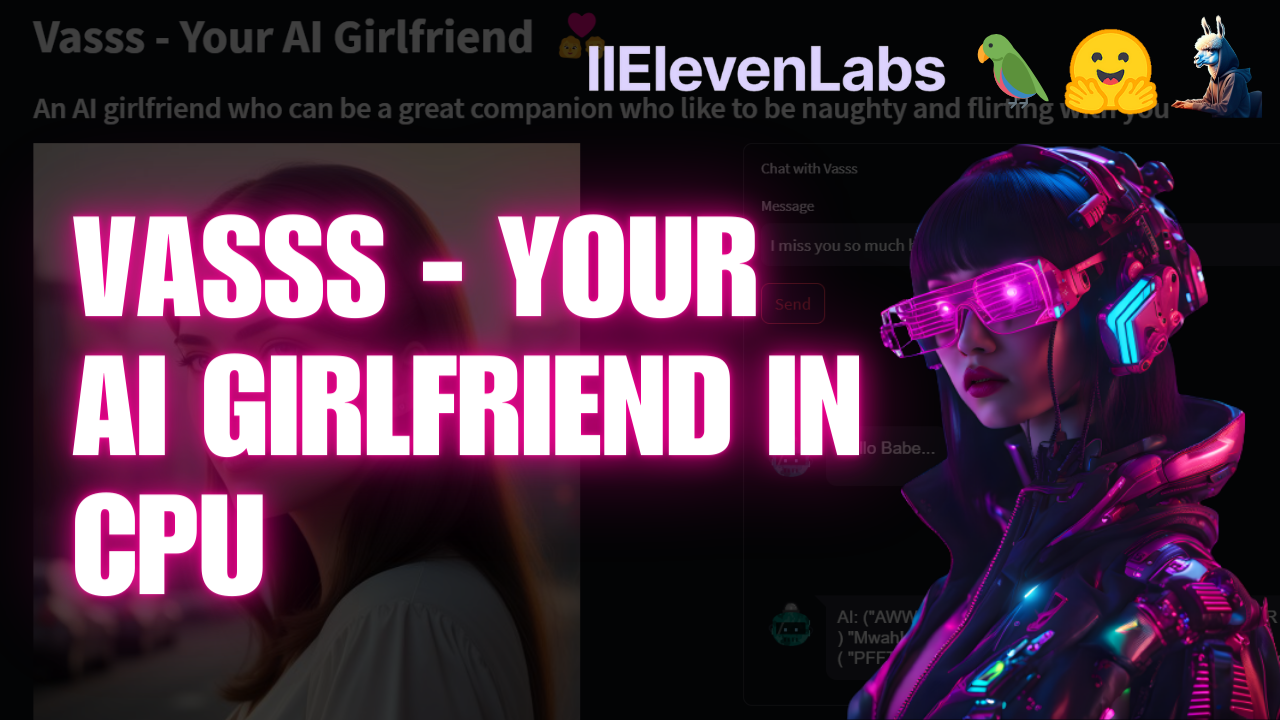 Vasss - Your AI Girlfriend
IIElevenLabs
An AI girlfriend who can be a great companion who like to be naughty and flirting with you
Chat with Vasss
Message
I miss you so much
Send
VASSS - YOUR
AI GIRLFRIEND IN
CPU
Babe...
AI: ("AWW
) "Mwah
( "PFF